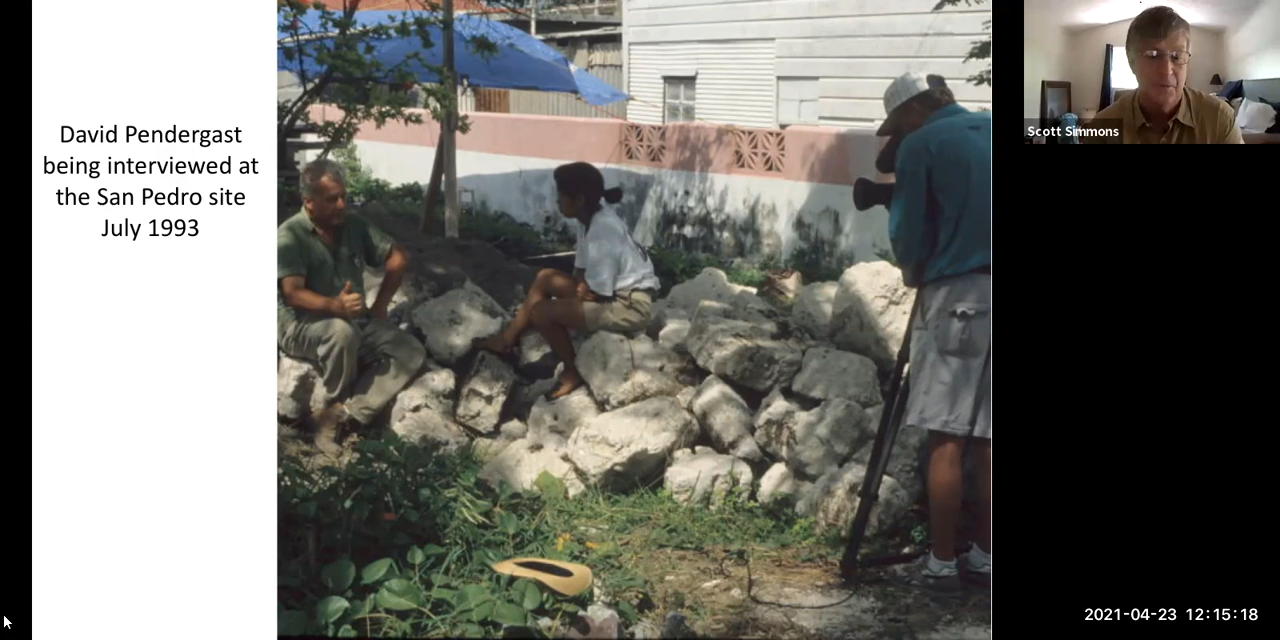 David Pendergast
being interviewed at
the San Pedro site
July 1993
Scott Simmons
2021-04-23 12:15:18